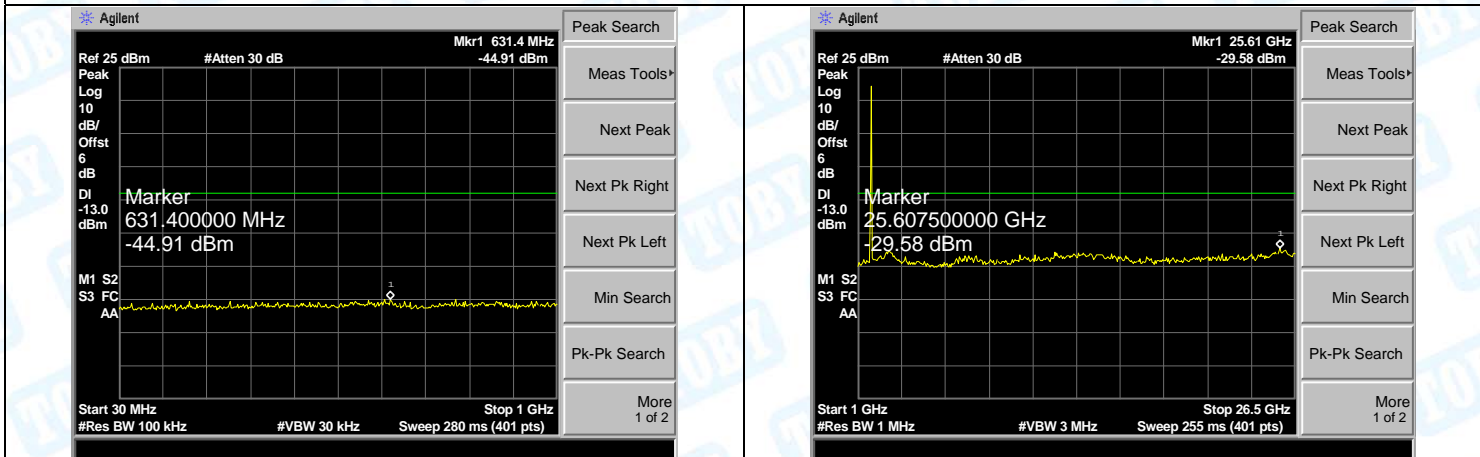 Agilent
Peak Search
Mkr1 631.4 MHz
Ref 25 dBm #Atten 30 dB -44.91 dBm
Peak
Log
10
dB/
Offst
6
dB
DI
-13.0
dBm
Marker
631.400000 MHz
-44.91 dBm
1
M1 S2
S3 FC
AA
Start 30 MHz Stop 1 GHz
#Res BW 100 kHz #VBW 30 kHz Sweep 280 ms (401 pts)
Meas Tools
Next Peak
Next Pk Right
Next Pk Left
Min Search
Pk-Pk Search
More
1 of 2
Agilent
Peak Search
Mkr1 25.61 GHz
Ref 25 dBm #Atten 30 dB -29.58 dBm
Peak
Log
10
dB/
Offst
6
dB
DI
-13.0
dBm
Marker
25.607500000 GHz
-29.58 dBm
1
M1 S2
S3 FC
AA
Start 1 GHz Stop 26.5 GHz
#Res BW 1 MHz #VBW 3 MHz Sweep 255 ms (401 pts)
Meas Tools
Next Peak
Next Pk Right
Next Pk Left
Min Search
Pk-Pk Search
More
1 of 2
TOBY